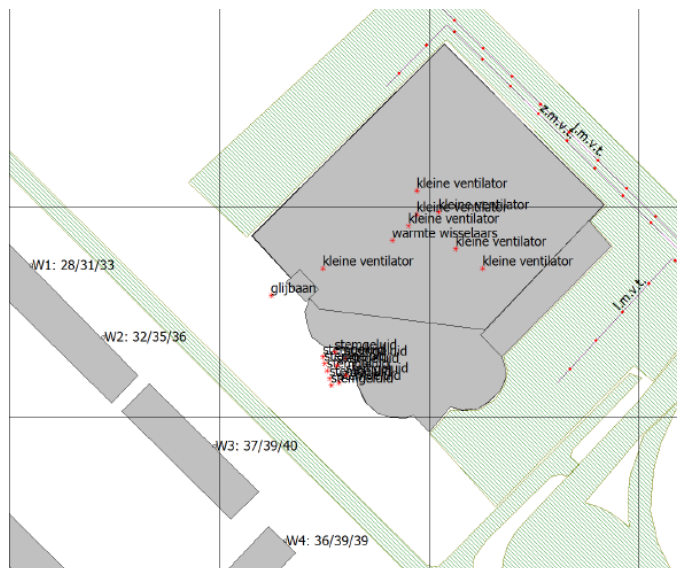 z.m.v.t.
l.m.v.t.
kleine ventilator
kleine ventilator
kleine ventilator
kleine ventilator
warmte wisselaars
kleine ventilator
kleine ventilator
kleine ventilator
W1: 28/31/33
glijbaan
l.m.v.t.
W2: 32/35/36
stemgeluid
stemgeluid
W3: 37/39/40
W4: 36/39/39